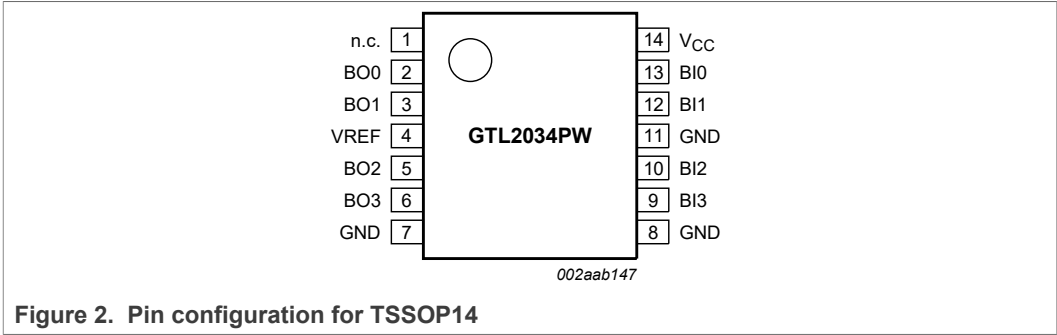 n.c. 1 14 VCC
BO0 2 13 BI0
BO1 3 12 BI1
VREF 4 GTL2034PW 11 GND
BO2 5 10 BI2
BO3 6 9 BI3
GND 7 8 GND
002aab147
Figure 2. Pin configuration for TSSOP14